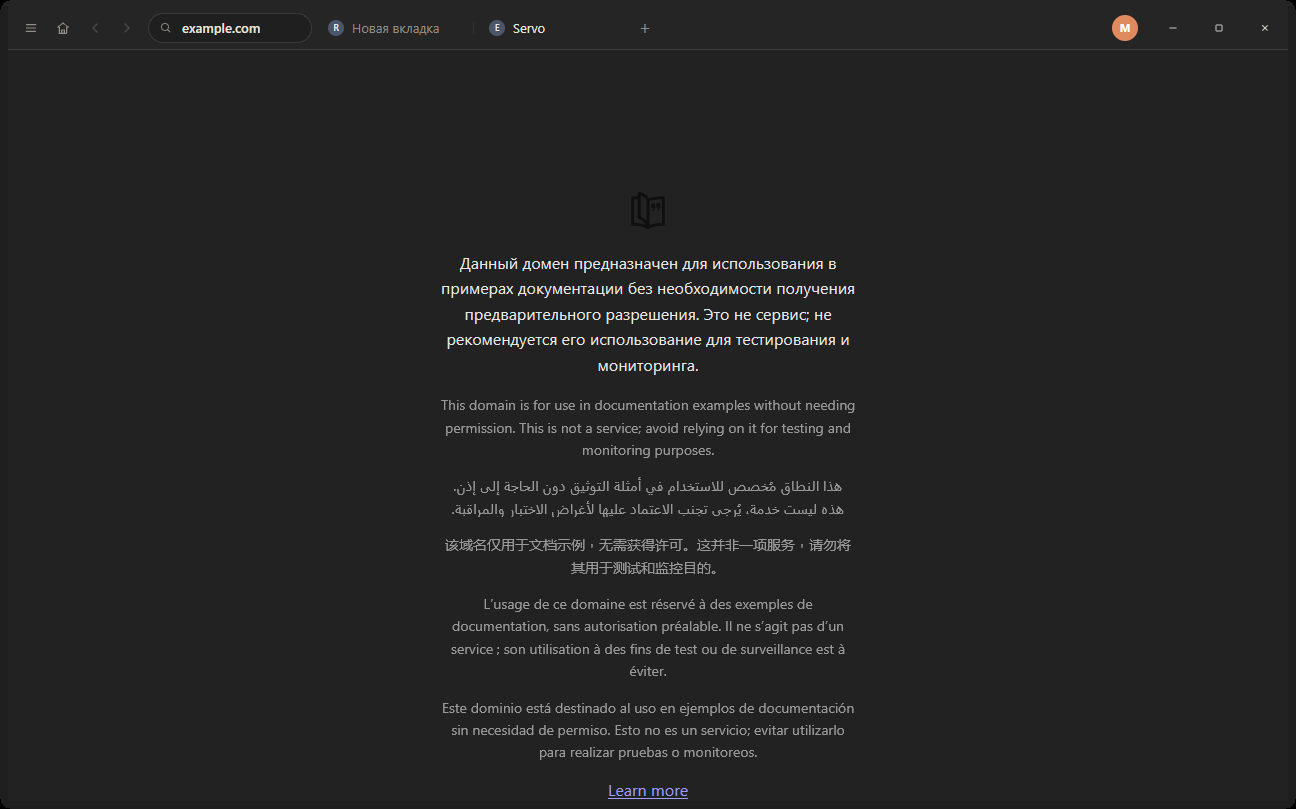 example.com
R
Новая вкладка
E
Servo
+
M
Данный домен предназначен для использования в
примерах документации без необходимости получения
предварительного разрешения. Это не сервис; не
рекомендуется его использование для тестирования и
мониторинга.
This domain is for use in documentation examples without needing
permission. This is not a service; avoid relying on it for testing and
monitoring purposes.
هذا النطاق مُخصص للاستخدام في أمثلة التوثيق دون الحاجة إلى إذن.
هذه ليست خدمة، يُرجى تجنب الاعتماد عليها لأغراض الاختبار والمراقبة.
该域名仅用于文档示例，无需获得许可。这并非一项服务，请勿将
其用于测试和监控目的。
L'usage de ce domaine est réservé à des exemples de
documentation, sans autorisation préalable. Il ne s’agit pas d’un
service ; son utilisation à des fins de test ou de surveillance est à
éviter.
Este dominio está destinado al uso en ejemplos de documentación
sin necesidad de permiso. Esto no es un servicio; evitar utilizarlo
para realizar pruebas o monitoreos.
Learn more